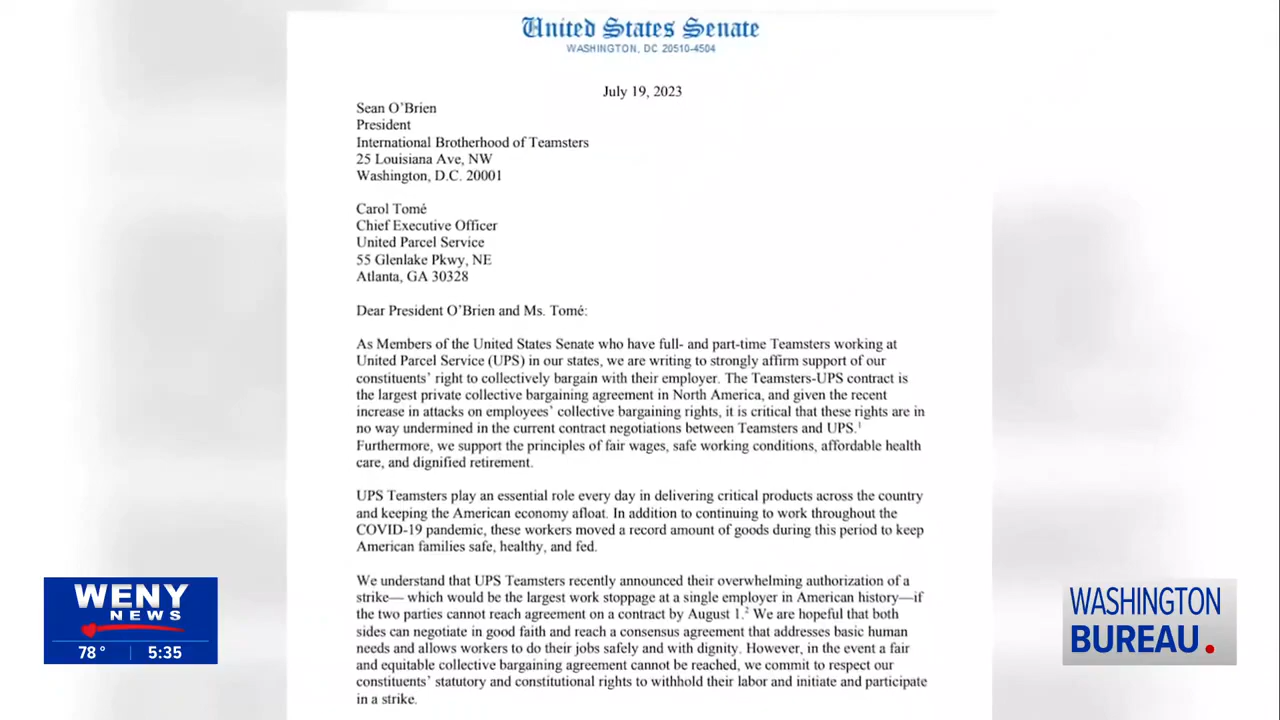 United States Senate
WASHINGTON, DC 20510-4504
July 19, 2023
Sean O’Brien
President
International Brotherhood of Teamsters
25 Louisiana Ave, NW
Washington, D.C. 20001
Carol Tomé
Chief Executive Officer
United Parcel Service
55 Glenlake Pkwy, NE
Atlanta, GA 30328
Dear President O’Brien and Ms. Tomé:
As Members of the United States Senate who have full- and part-time Teamsters working at
United Parcel Service (UPS) in our states, we are writing to strongly affirm support of our
constituents’ right to collectively bargain with their employer. The Teamsters-UPS contract is
the largest private collective bargaining agreement in North America, and given the recent
increase in attacks on employees’ collective bargaining rights, it is critical that these rights are in
no way undermined in the current contract negotiations between Teamsters and UPS.¹
Furthermore, we support the principles of fair wages, safe working conditions, affordable health
care, and dignified retirement.
UPS Teamsters play an essential role every day in delivering critical products across the country
and keeping the American economy afloat. In addition to continuing to work throughout the
COVID-19 pandemic, these workers moved a record amount of goods during this period to keep
American families safe, healthy, and fed.
We understand that UPS Teamsters recently announced their overwhelming authorization of a
strike— which would be the largest work stoppage at a single employer in American history—if
the two parties cannot reach agreement on a contract by August 1.² We are hopeful that both
sides can negotiate in good faith and reach a consensus agreement that addresses basic human
needs and allows workers to do their jobs safely and with dignity. However, in the event a fair
and equitable collective bargaining agreement cannot be reached, we commit to respect our
constituents’ statutory and constitutional rights to withhold their labor and initiate and participate
in a strike.
WENY
NEWS
78° | 5:35
WASHINGTON
BUREAU.